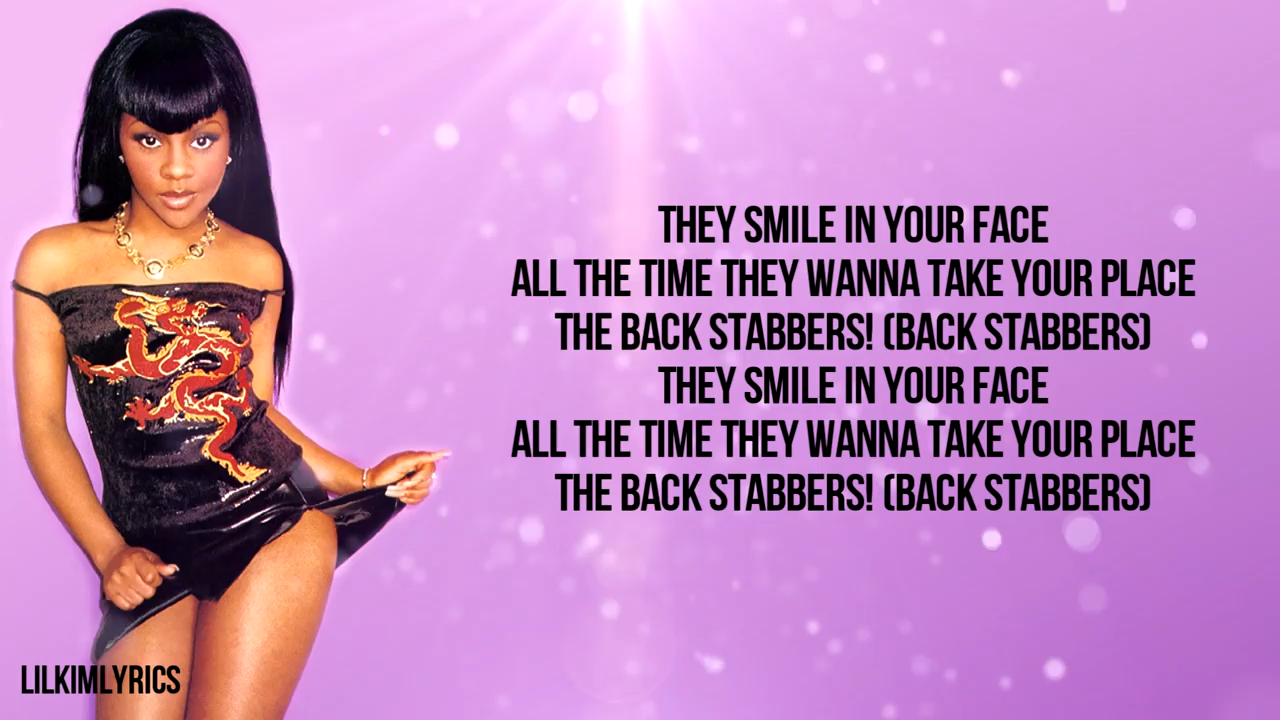 THEY SMILE IN YOUR FACE
ALL THE TIME THEY WANNA TAKE YOUR PLACE
THE BACK STABBERS! (BACK STABBERS)
THEY SMILE IN YOUR FACE
ALL THE TIME THEY WANNA TAKE YOUR PLACE
THE BACK STABBERS! (BACK STABBERS)
LILKIMLYRICS